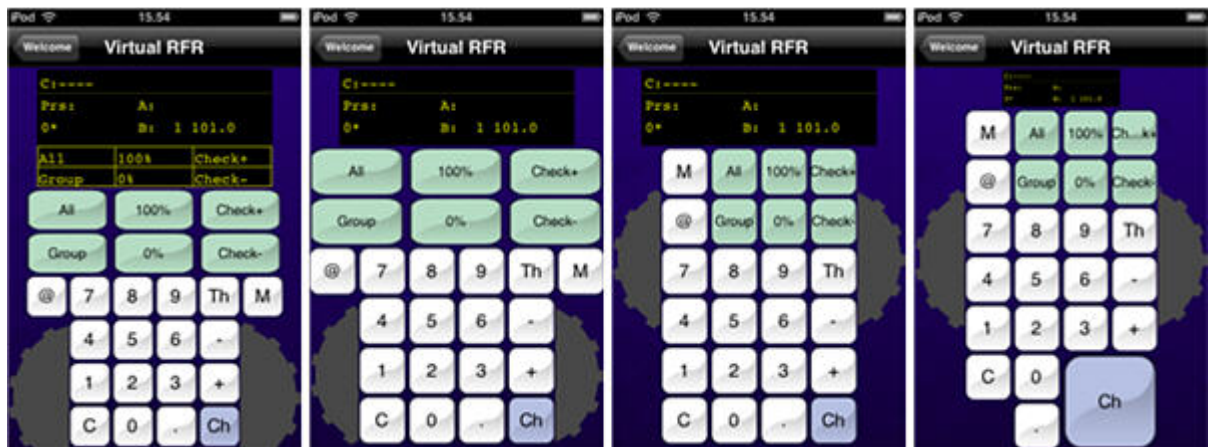 iPod 15.54
Welcome Virtual RFR
C:----
Prs: A:
0* B: 1 101.0
All 100% Check+
Group 0% Check-
All 100% Check+
Group 0% Check-
@ 7 8 9 Th M
4 5 6 -
1 2 3 +
C 0 . Ch
iPod 15.54
Welcome Virtual RFR
C:----
Prs: A:
0* B: 1 101.0
All 100% Check+
Group 0% Check-
@ 7 8 9 Th M
4 5 6 -
1 2 3 +
C 0 . Ch
iPod 15.54
Welcome Virtual RFR
C:----
Prs: A:
0* B: 1 101.0
M All 100% Check+
@ Group 0% Check-
7 8 9 Th
4 5 6 -
1 2 3 +
C 0 . Ch
iPod 15.54
Welcome Virtual RFR
C:----
Prs: A:
0* B: 1 101.0
M All 100% Ch...k+
@ Group 0% Check-
7 8 9 Th
4 5 6 -
1 2 3 +
C 0 Ch
.